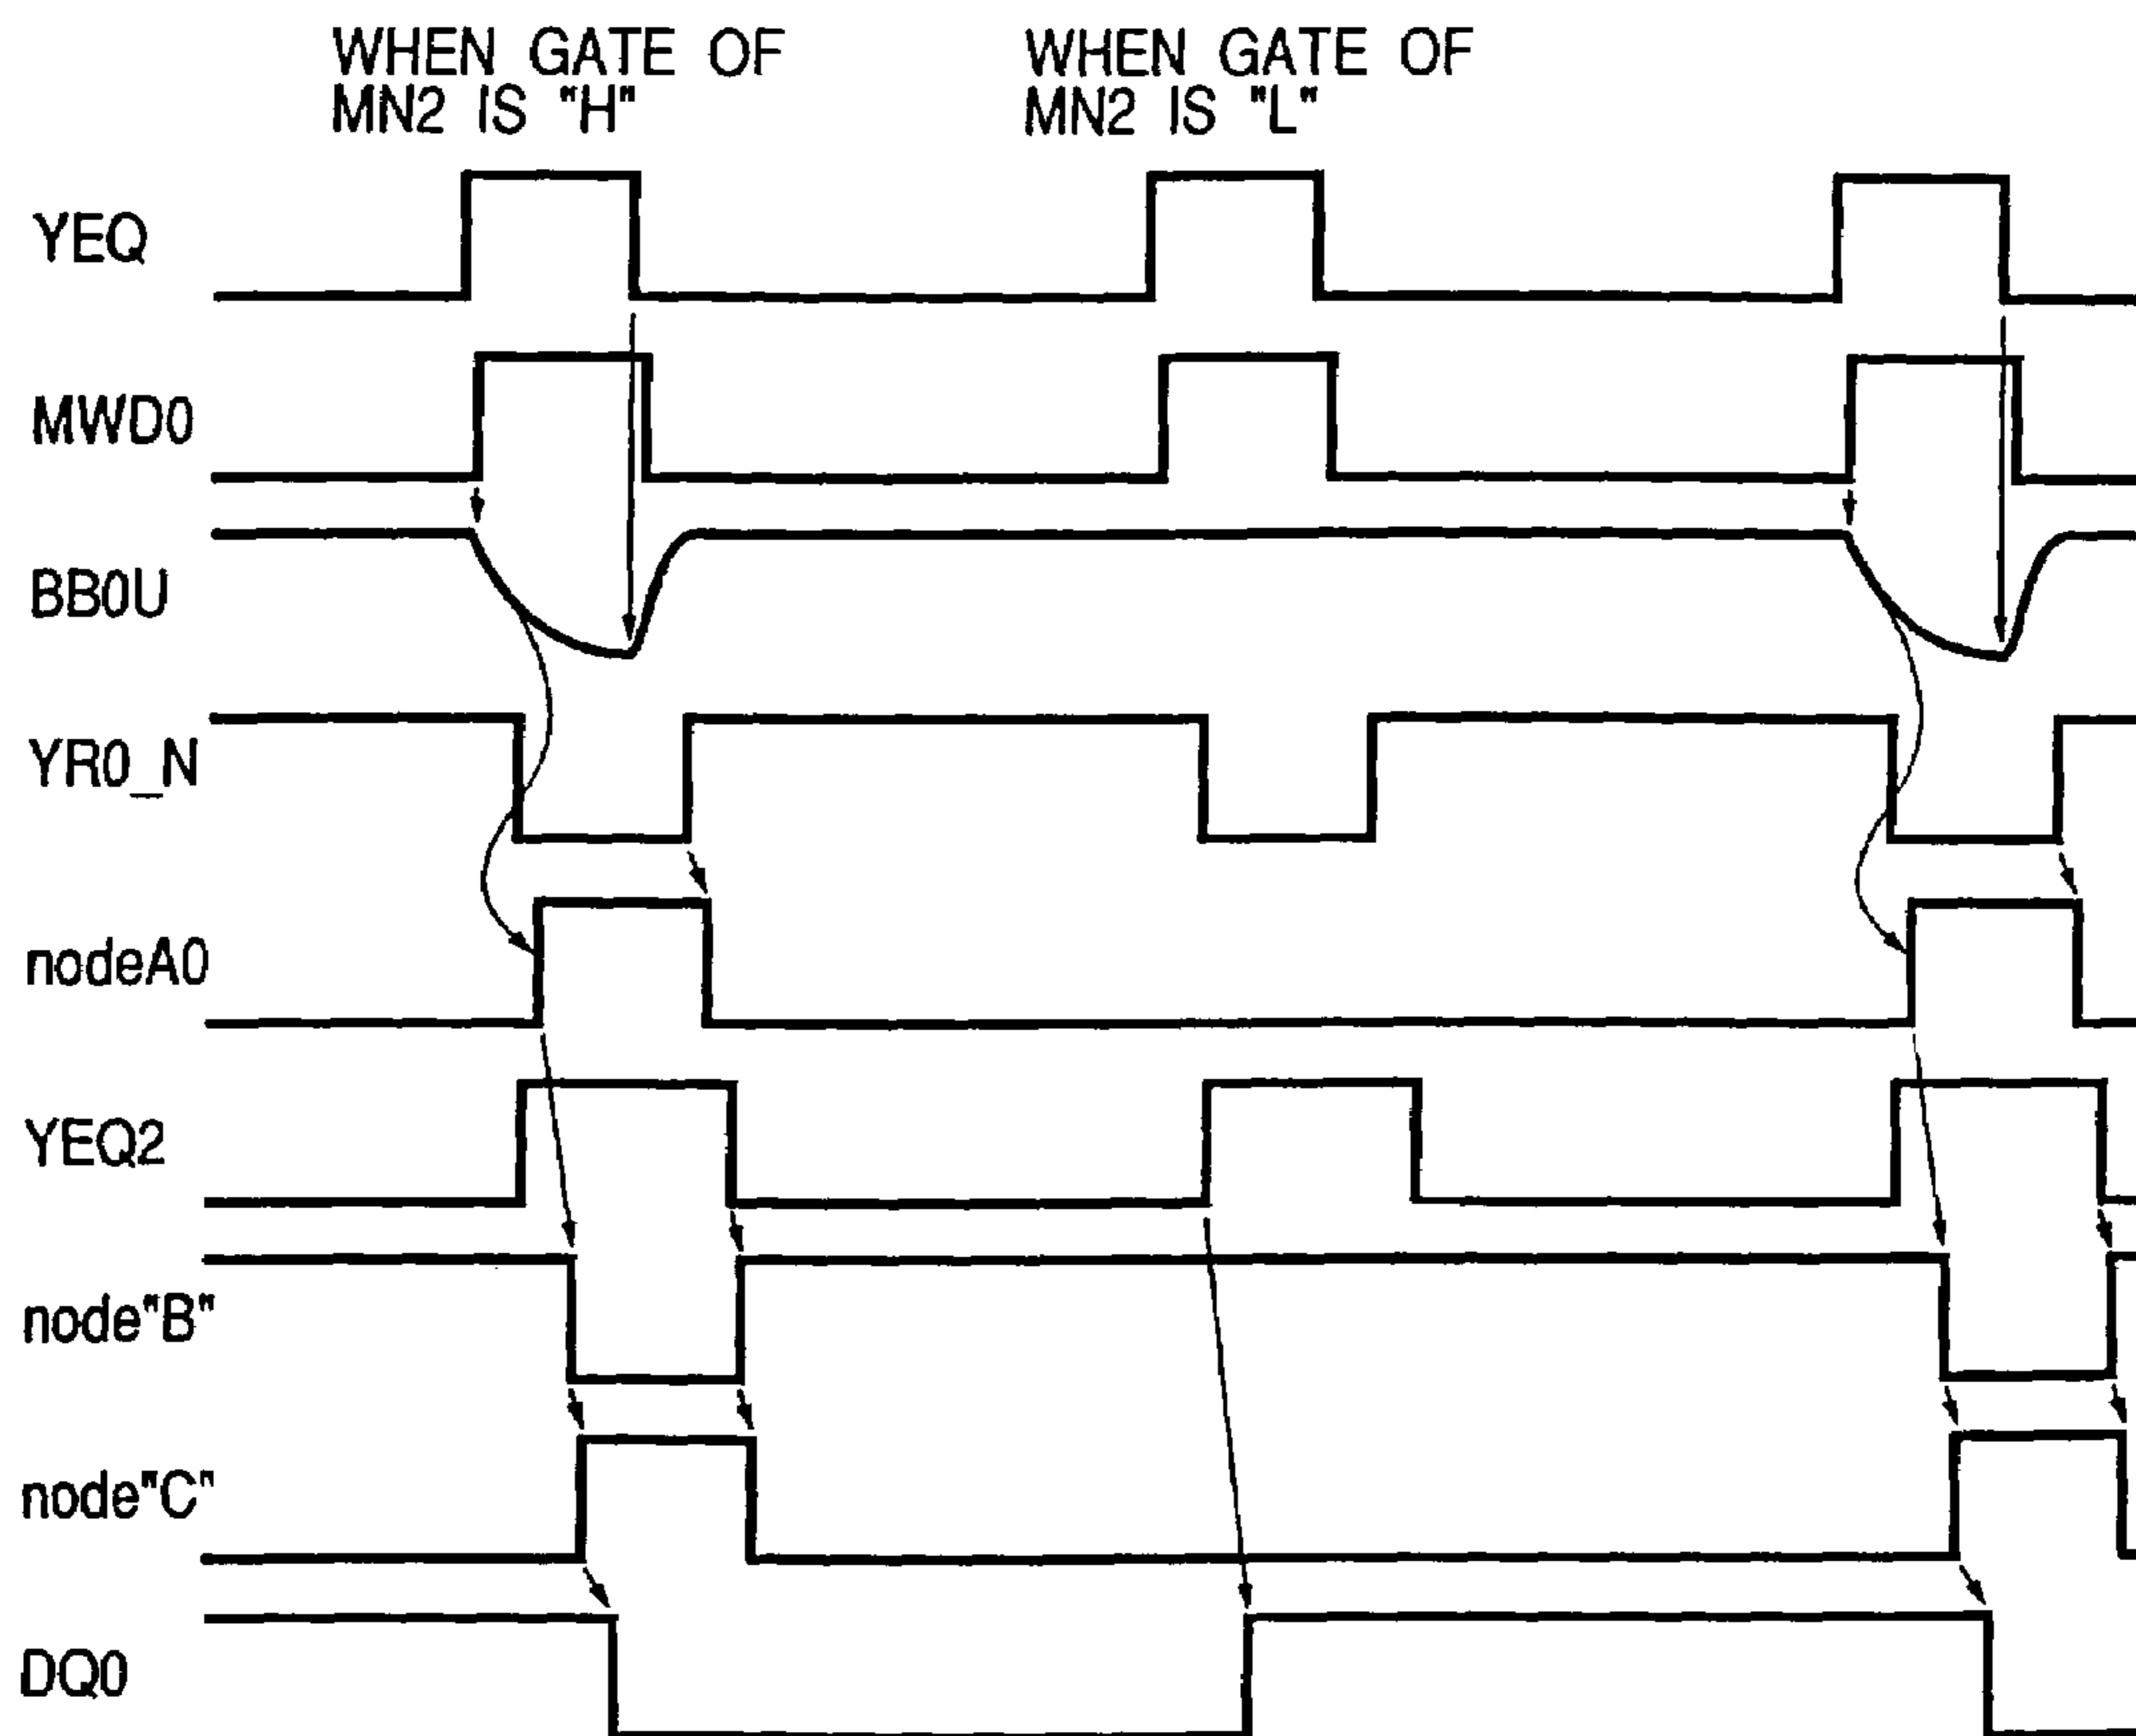 WHEN GATE OF
MN2 IS "H"
WHEN GATE OF
MN2 IS "L"
YEQ
MWD0
BB0U
YR0_N
nodeA0
YEQ2
node"B"
node"C"
DQ0